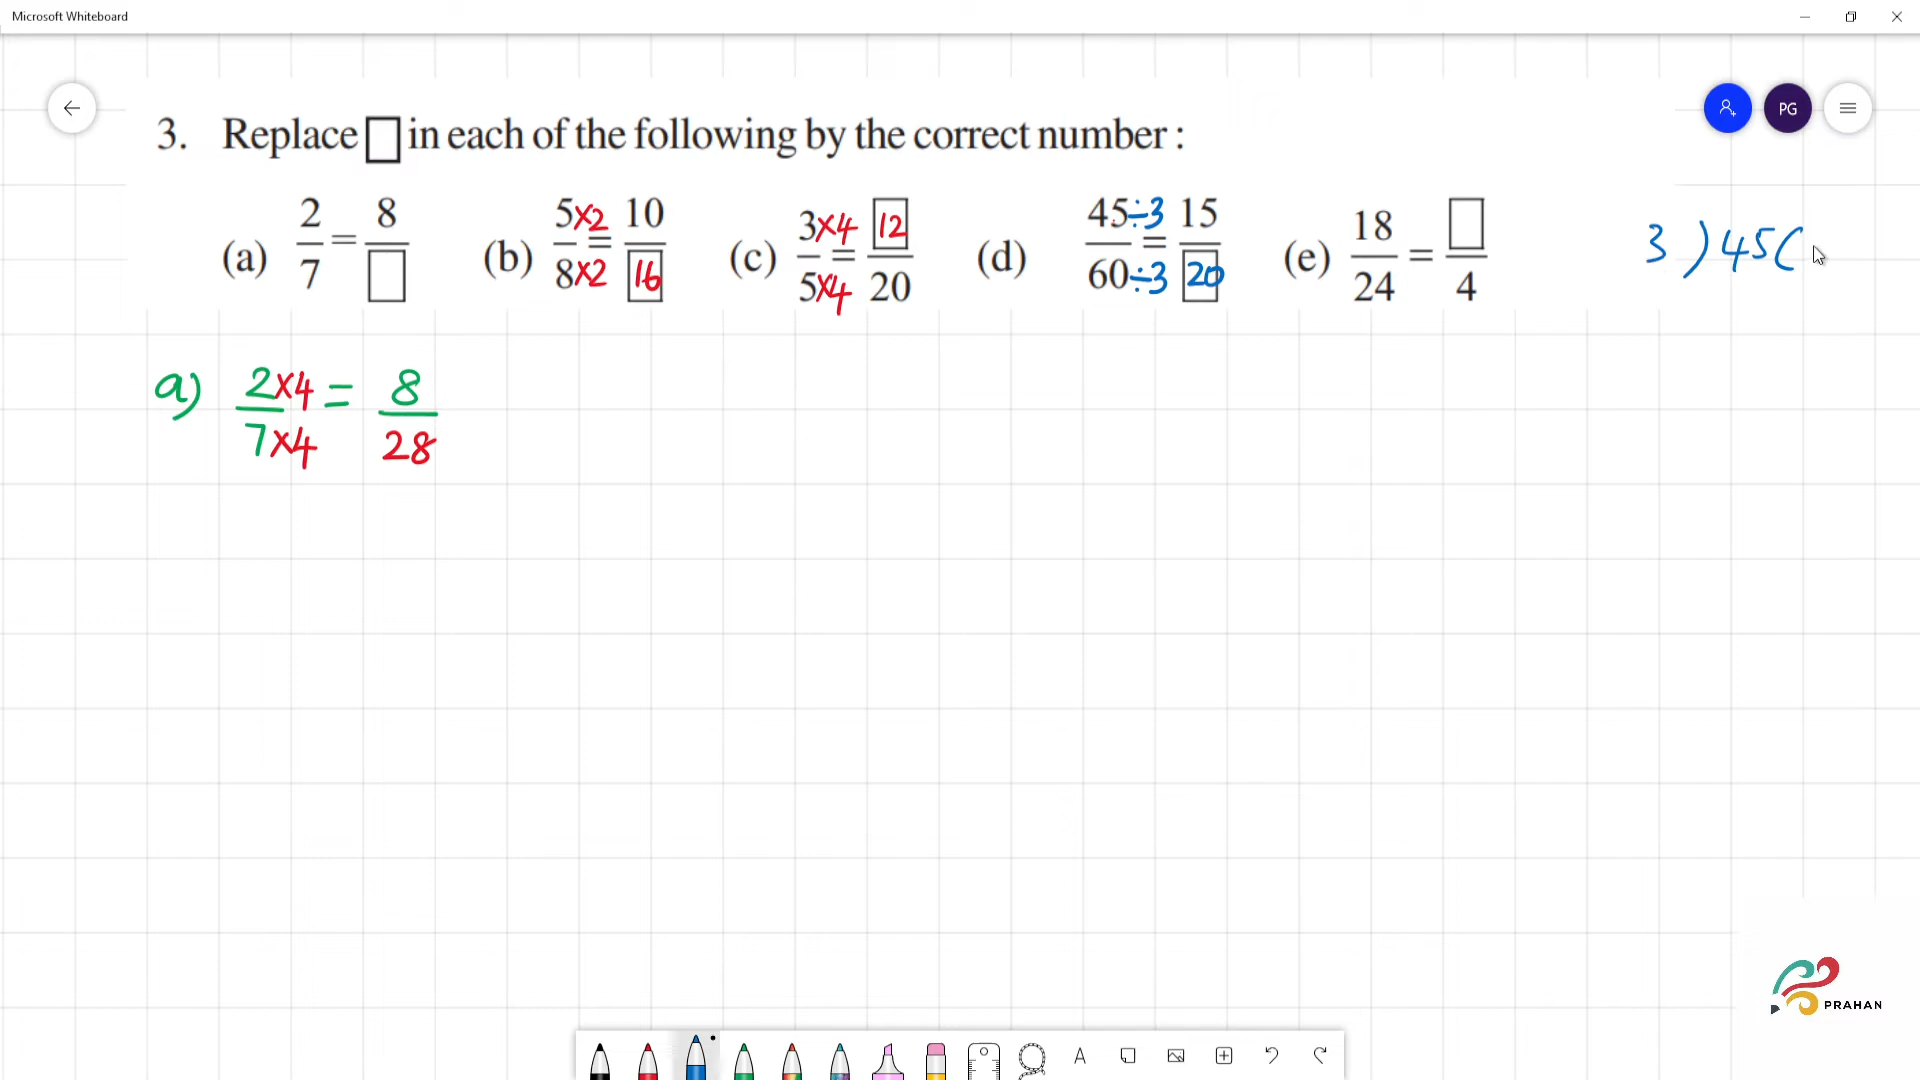 Microsoft Whiteboard
PG
3. Replace □ in each of the following by the correct number :
(a) 2/7 = 8/□ (b) 5×2/8×2 = 10/16 (c) 3×4/5×4 = 12/20 (d) 45÷3/60÷3 = 15/20 (e) 18/24 = □/4
3 ) 45 (
a) 2×4/7×4 = 8/28
PRAHAN
A